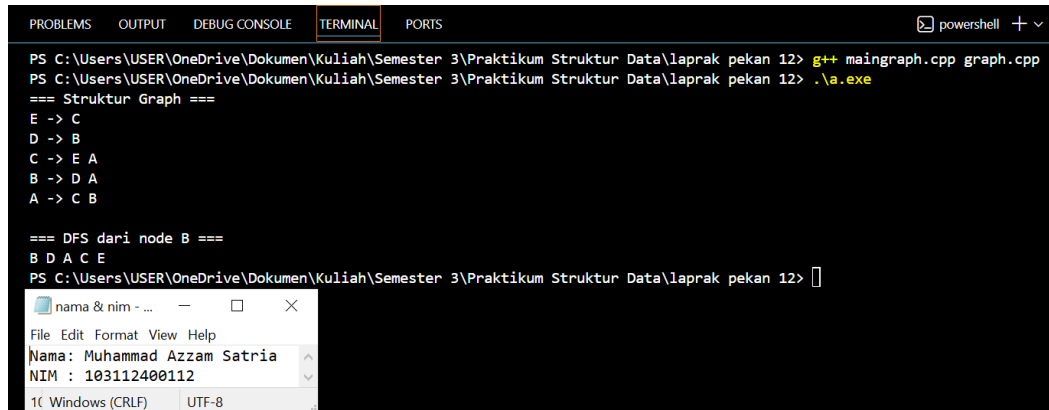 PROBLEMS OUTPUT DEBUG CONSOLE TERMINAL PORTS powershell
PS C:\Users\USER\OneDrive\Dokumen\Kuliah\Semester 3\Praktikum Struktur Data\laprak pekan 12> g++ maingraph.cpp graph.cpp
PS C:\Users\USER\OneDrive\Dokumen\Kuliah\Semester 3\Praktikum Struktur Data\laprak pekan 12> .\a.exe
=== Struktur Graph ===
E -> C
D -> B
C -> E A
B -> D A
A -> C B
=== DFS dari node B ===
B D A C E
PS C:\Users\USER\OneDrive\Dokumen\Kuliah\Semester 3\Praktikum Struktur Data\laprak pekan 12>
nama & nim - ...
File Edit Format View Help
Nama: Muhammad Azzam Satria
NIM : 103112400112
Windows (CRLF) UTF-8